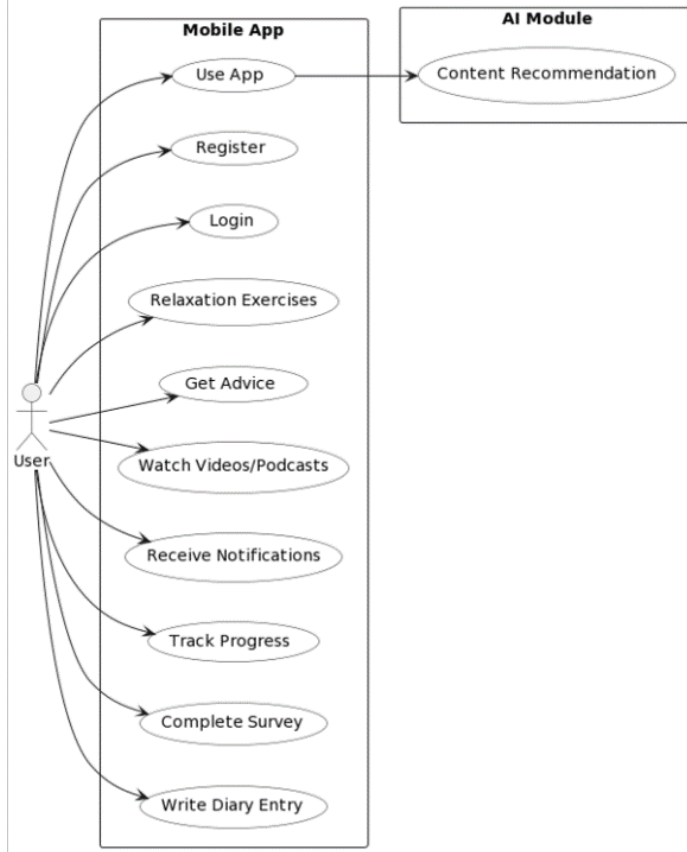 Mobile App
AI Module
Use App
Content Recommendation
Register
Login
Relaxation Exercises
Get Advice
User
Watch Videos/Podcasts
Receive Notifications
Track Progress
Complete Survey
Write Diary Entry